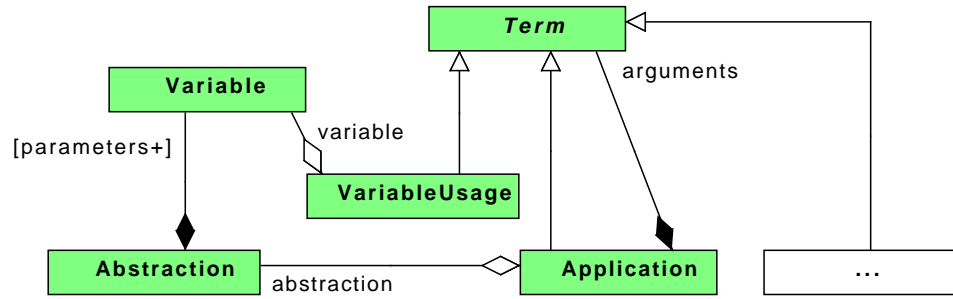 Term
arguments
Variable
variable
[parameters+]
VariableUsage
Abstraction
abstraction
Application
...